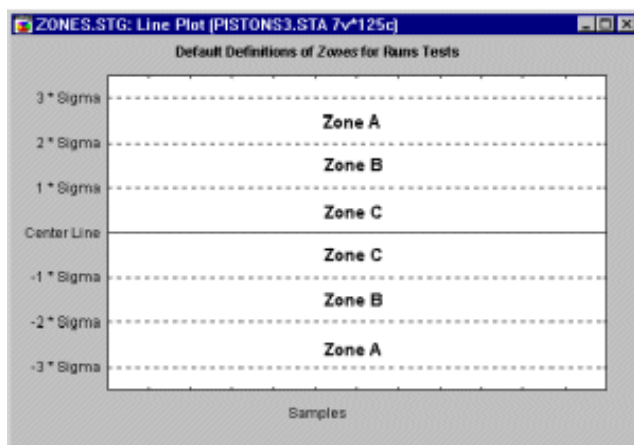 ZONES.STG: Line Plot (PISTONS3.STA 7v*125c)
Default Definitions of Zones for Runs Tests
3 * Sigma
Zone A
2 * Sigma
Zone B
1 * Sigma
Zone C
Center Line
Zone C
-1 * Sigma
Zone B
-2 * Sigma
Zone A
-3 * Sigma
Samples